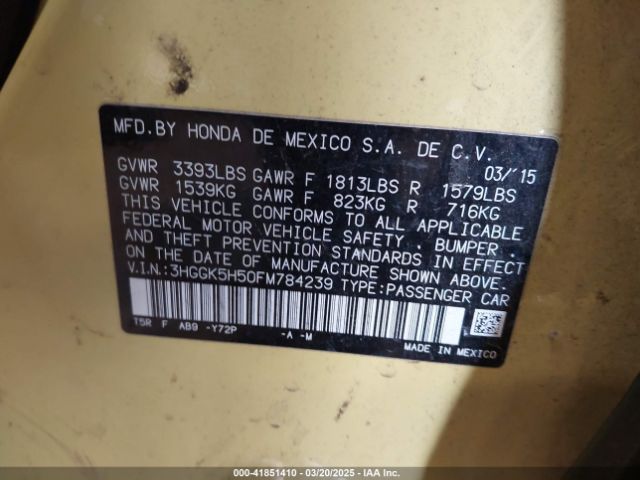 MFD.BY HONDA DE MEXICO S.A. DE C.V.
03/'15
GVWR 3393LBS GAWR F 1813LBS R 1579LBS
GVWR 1539KG GAWR F 823KG R 716KG
THIS VEHICLE CONFORMS TO ALL APPLICABLE
FEDERAL MOTOR VEHICLE SAFETY , BUMPER ,
AND THEFT PREVENTION STANDARDS IN EFFECT
ON THE DATE OF MANUFACTURE SHOWN ABOVE.
V.I.N.:3HGGK5H50FM784239 TYPE:PASSENGER CAR
T5R F AB9 -Y72P -A -M
MADE IN MEXICO
000-41851410 | 03/20/2025 | IAAI.COM